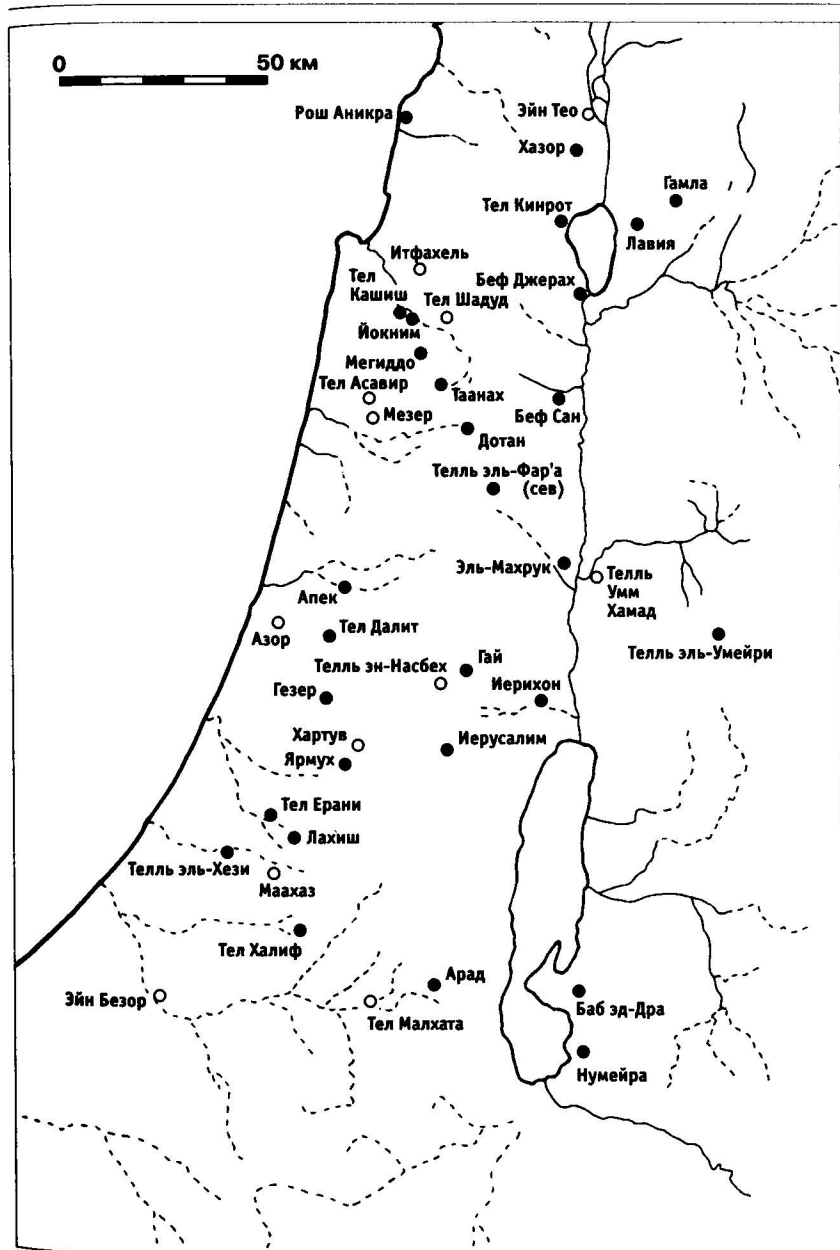 0 50 км
Рош Аникра
Эйн Тео
Хазор
Гамла
Тел Кинрот
Лавия
Итфахель
Беф Джерах
Тел
Кашиш
Тел Шадуд
Йокним
Мегиддо
Тел Асавир
Таанах
Беф Сан
Мезер
Дотан
Телль эль-Фар'а
(сев)
Эль-Махрук
Телль
Умм
Хамад
Апек
Азор
Тел Далит
Телль эль-Умейри
Телль эн-Насбех
Гай
Гезер
Иерихон
Хартув
Иерусалим
Ярмух
Тел Ерани
Лахиш
Телль эль-Хези
Маахаз
Тел Халиф
Арад
Эйн Безор
Баб эд-Дра
Тел Малхата
Нумейра